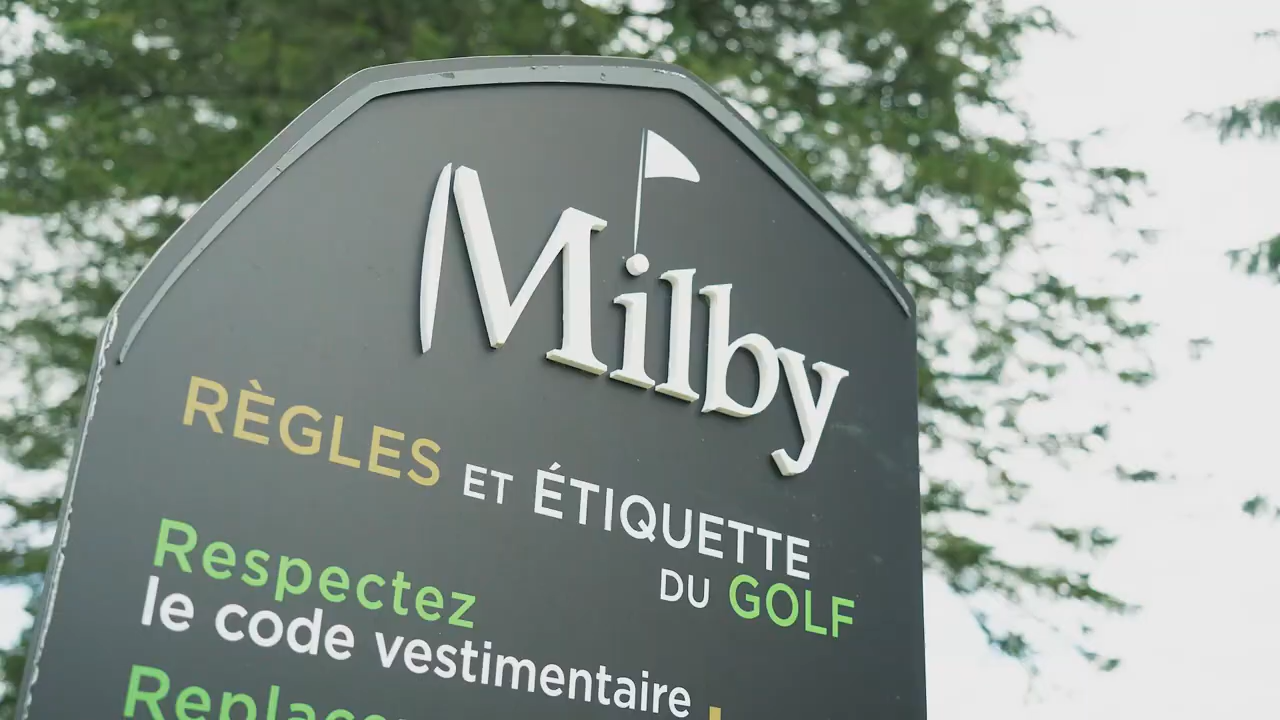 Milby
RÈGLES ET ÉTIQUETTE
DU GOLF
Respectez
le code vestimentaire